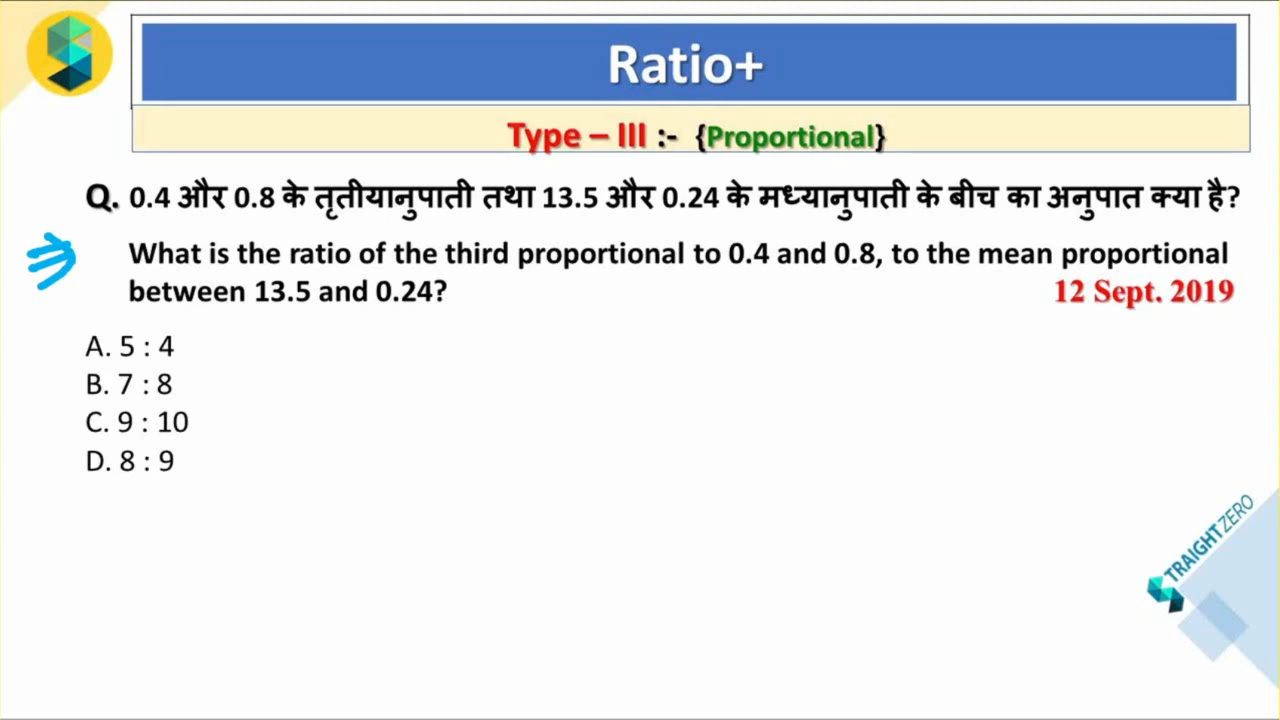 Ratio+
Type – III :- {Proportional}
Q. 0.4 और 0.8 के तृतीयानुपाती तथा 13.5 और 0.24 के मध्यानुपाती के बीच का अनुपात क्या है?
What is the ratio of the third proportional to 0.4 and 0.8, to the mean proportional
between 13.5 and 0.24? 12 Sept. 2019
A. 5 : 4
B. 7 : 8
C. 9 : 10
D. 8 : 9
TRAIGHTZERO